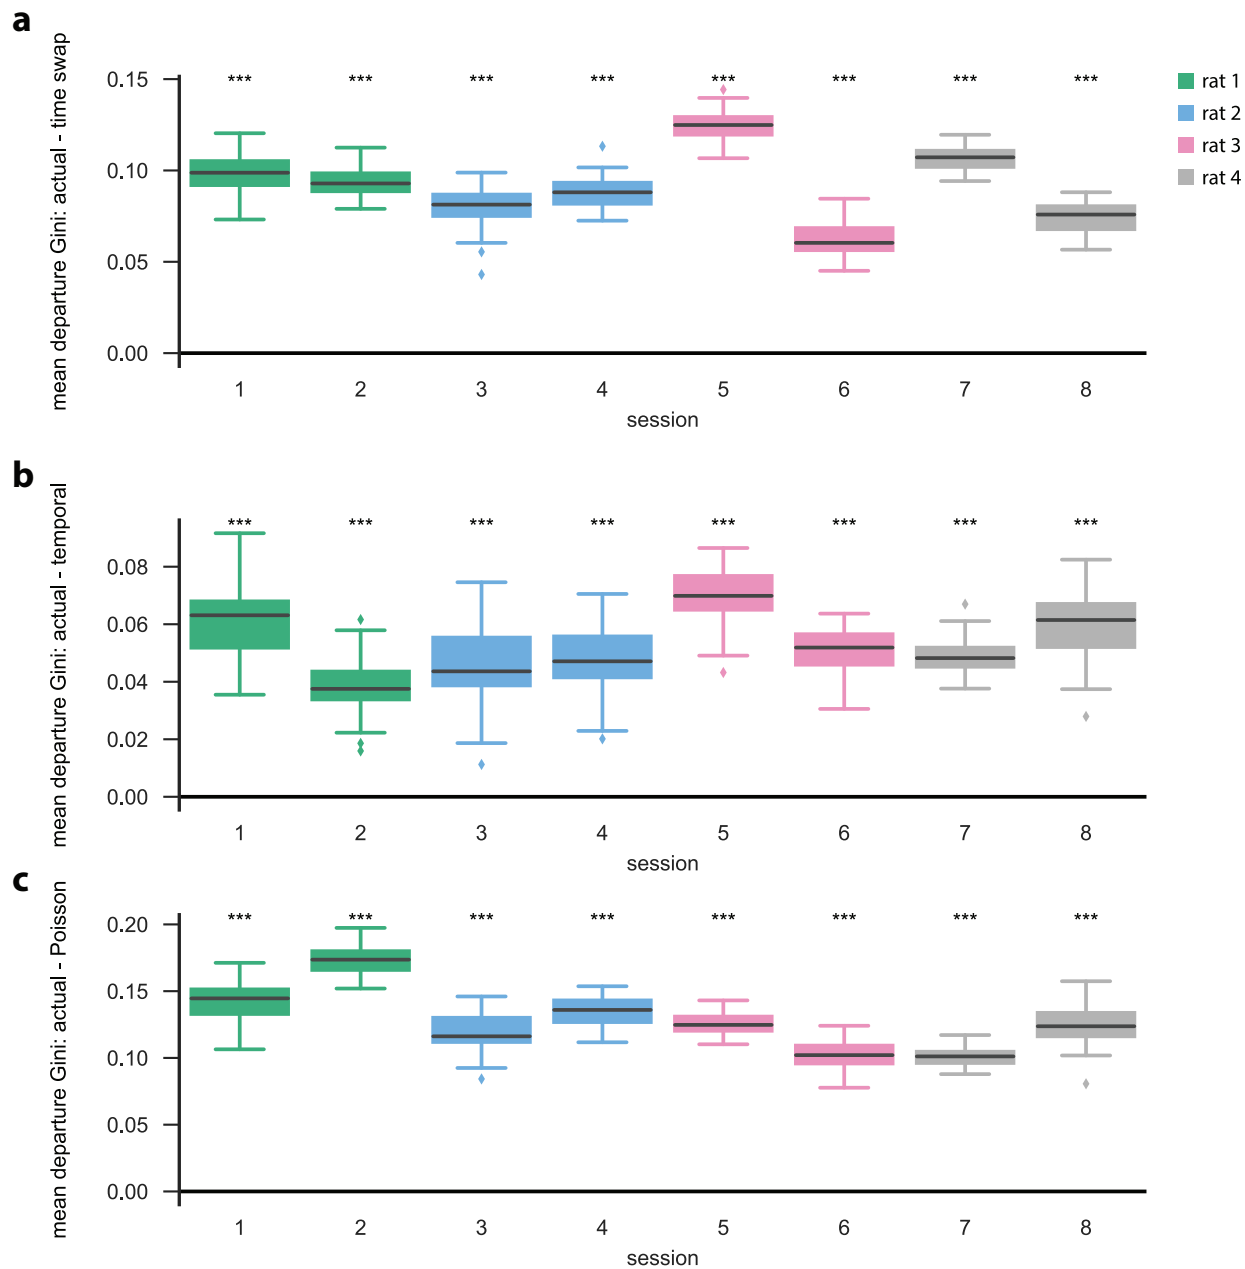 a
mean departure Gini: actual - time swap
0.15
0.10
0.05
0.00
*** *** *** *** *** *** *** ***
1 2 3 4 5 6 7 8
session
rat 1
rat 2
rat 3
rat 4
b
mean departure Gini: actual - temporal
0.08
0.06
0.04
0.02
0.00
*** *** *** *** *** *** *** ***
1 2 3 4 5 6 7 8
session
c
mean departure Gini: actual - Poisson
0.20
0.15
0.10
0.05
0.00
*** *** *** *** *** *** *** ***
1 2 3 4 5 6 7 8
session